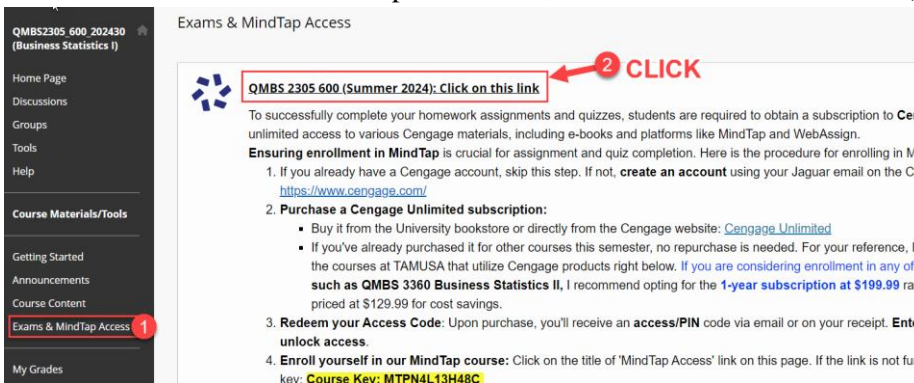 QMBS2305_600_202430
(Business Statistics I)
Home Page
Discussions
Groups
Tools
Help
Course Materials/Tools
Getting Started
Announcements
Course Content
Exams & MindTap Access 1
My Grades
Exams & MindTap Access
2 CLICK
QMBS 2305 600 (Summer 2024): Click on this link
To successfully complete your homework assignments and quizzes, students are required to obtain a subscription to
unlimited access to various Cengage materials, including e-books and platforms like MindTap and WebAssign.
Ensuring enrollment in MindTap is crucial for assignment and quiz completion. Here is the procedure for enrolling in
1. If you already have a Cengage account, skip this step. If not, create an account using your Jaguar email on the
https://www.cengage.com/
2. Purchase a Cengage Unlimited subscription:
Buy it from the University bookstore or directly from the Cengage website: Cengage Unlimited
If you've already purchased it for other courses this semester, no repurchase is needed. For your reference,
the courses at TAMUSA that utilize Cengage products right below. If you are considering enrollment in any of
such as QMBS 3360 Business Statistics II, I recommend opting for the 1-year subscription at $199.99
priced at $129.99 for cost savings.
3. Redeem your Access Code: Upon purchase, you'll receive an access/PIN code via email or on your receipt.
unlock access.
4. Enroll yourself in our MindTap course: Click on the title of 'MindTap Access' link on this page. If the link is not
key: Course Key: MTPN4L13H48C